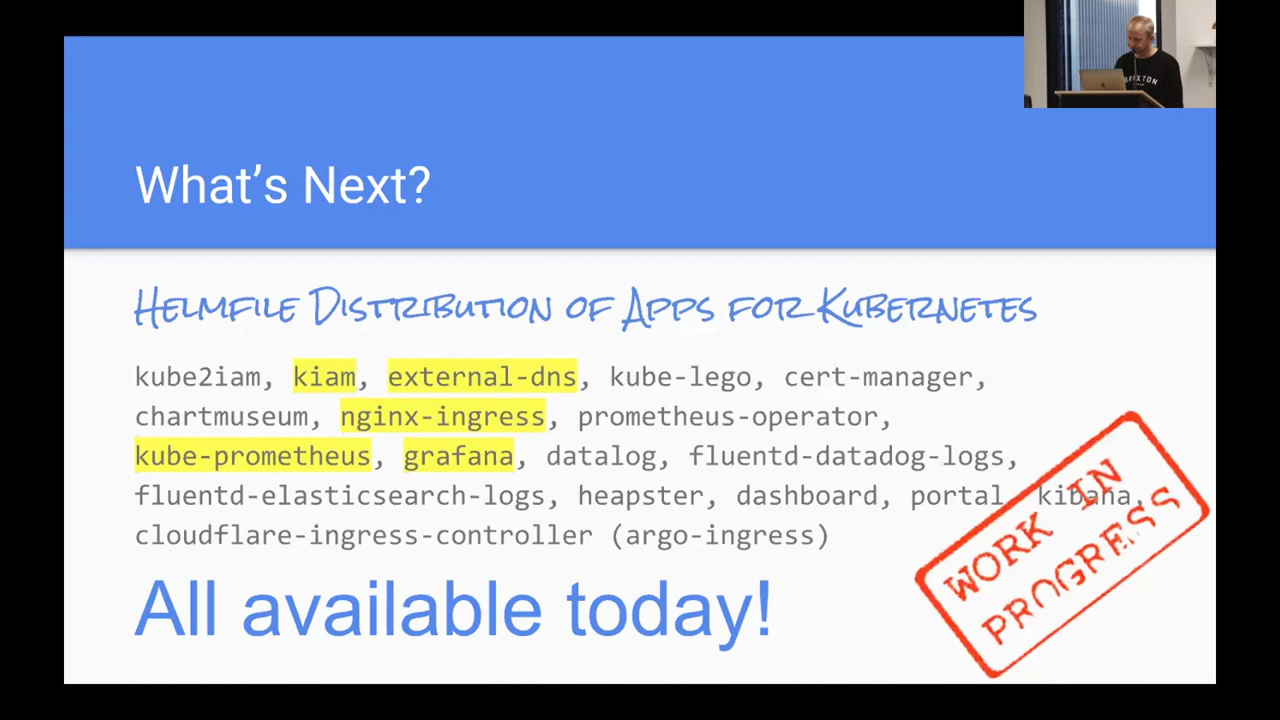 What's Next?
Helmfile Distribution of Apps for Kubernetes
kube2iam, kiam, external-dns, kube-lego, cert-manager,
chartmuseum, nginx-ingress, prometheus-operator,
kube-prometheus, grafana, datalog, fluentd-datadog-logs,
fluentd-elasticsearch-logs, heapster, dashboard, portal, kibana,
cloudflare-ingress-controller (argo-ingress)
All available today!
WORK IN
PROGRESS
BRIXTON